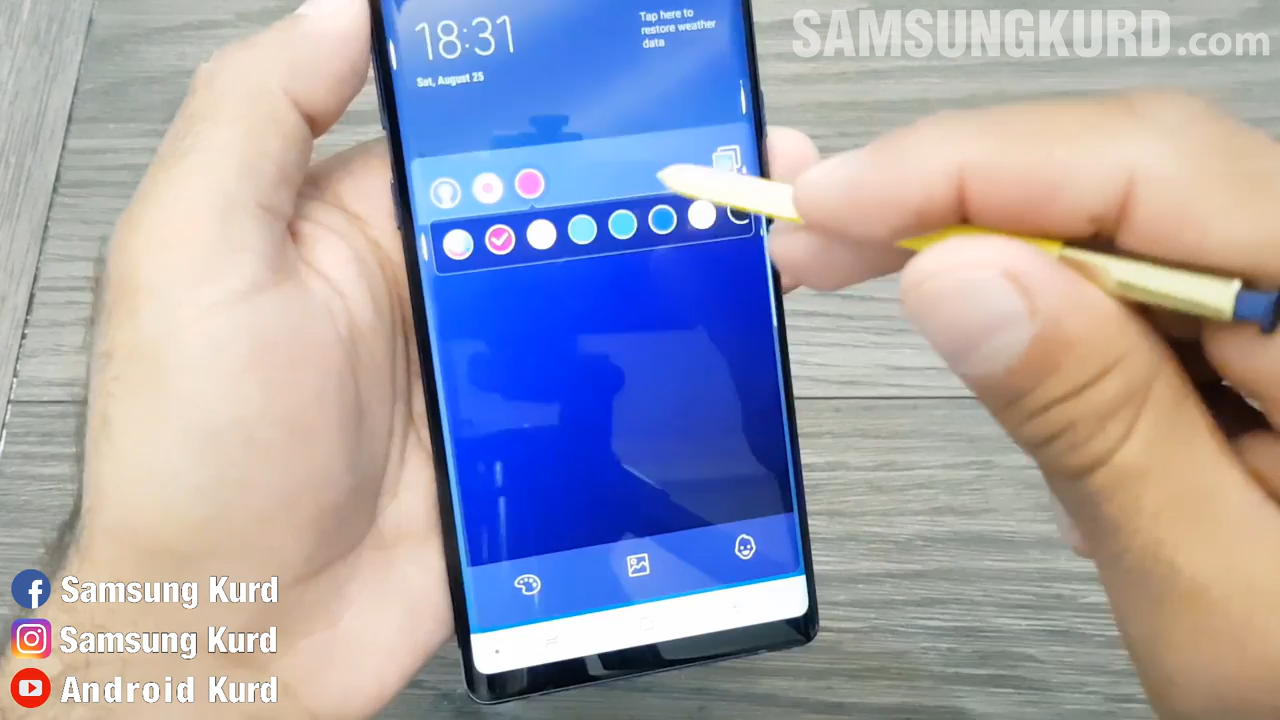 SAMSUNGKURD.com
18:31
Sat, August 25
Tap here to
restore weather
data
Samsung Kurd
Samsung Kurd
Android Kurd